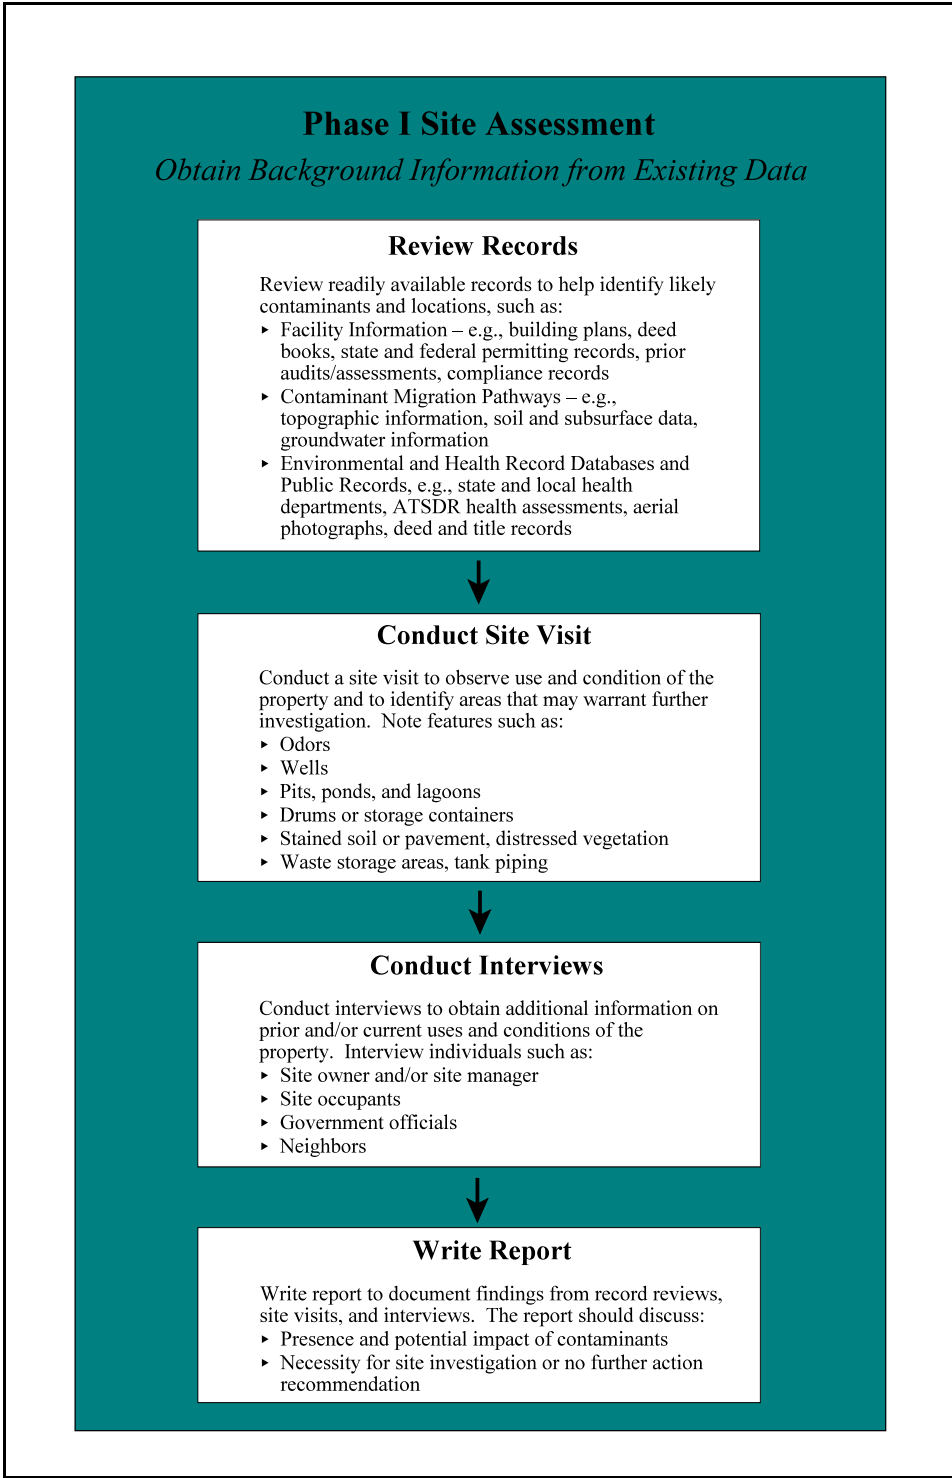 Phase I Site Assessment
Obtain Background Information from Existing Data
Review Records
Review readily available records to help identify likely
contaminants and locations, such as:
▸ Facility Information – e.g., building plans, deed
books, state and federal permitting records, prior
audits/assessments, compliance records
▸ Contaminant Migration Pathways – e.g.,
topographic information, soil and subsurface data,
groundwater information
▸ Environmental and Health Record Databases and
Public Records, e.g., state and local health
departments, ATSDR health assessments, aerial
photographs, deed and title records
Conduct Site Visit
Conduct a site visit to observe use and condition of the
property and to identify areas that may warrant further
investigation.  Note features such as:
▸ Odors
▸ Wells
▸ Pits, ponds, and lagoons
▸ Drums or storage containers
▸ Stained soil or pavement, distressed vegetation
▸ Waste storage areas, tank piping
Conduct Interviews
Conduct interviews to obtain additional information on
prior and/or current uses and conditions of the
property.  Interview individuals such as:
▸ Site owner and/or site manager
▸ Site occupants
▸ Government officials
▸ Neighbors
Write Report
Write report to document findings from record reviews,
site visits, and interviews.  The report should discuss:
▸ Presence and potential impact of contaminants
▸ Necessity for site investigation or no further action
recommendation